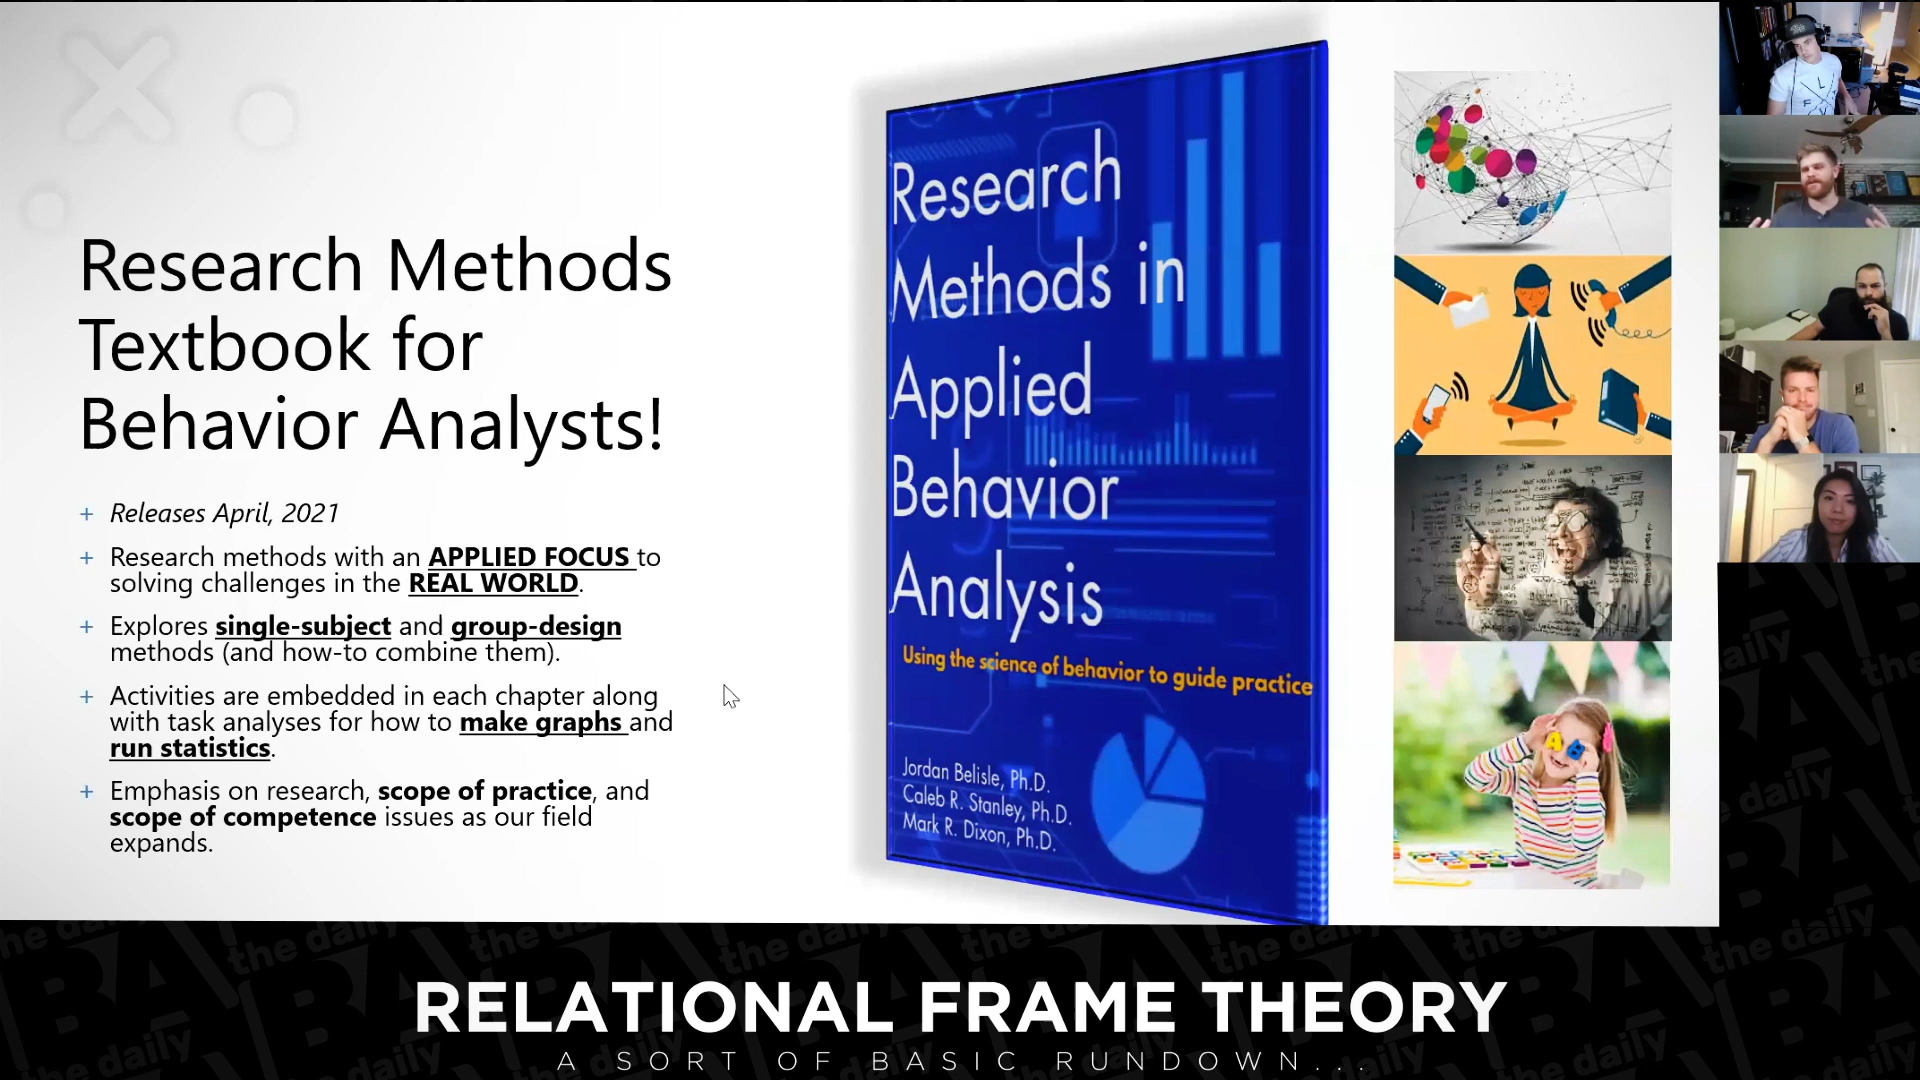 Research Methods
Textbook for
Behavior Analysts!
+ Releases April, 2021
+ Research methods with an APPLIED FOCUS to
solving challenges in the REAL WORLD.
+ Explores single-subject and group-design
methods (and how-to combine them).
+ Activities are embedded in each chapter along
with task analyses for how to make graphs and
run statistics.
+ Emphasis on research, scope of practice, and
scope of competence issues as our field
expands.
Research
Methods in
Applied
Behavior
Analysis
Using the science of behavior to guide practice
Jordan Belisle, Ph.D.
Caleb R. Stanley, Ph.D.
Mark R. Dixon, Ph.D.
A B
the daily
BA
RELATIONAL FRAME THEORY
A SORT OF BASIC RUNDOWN...